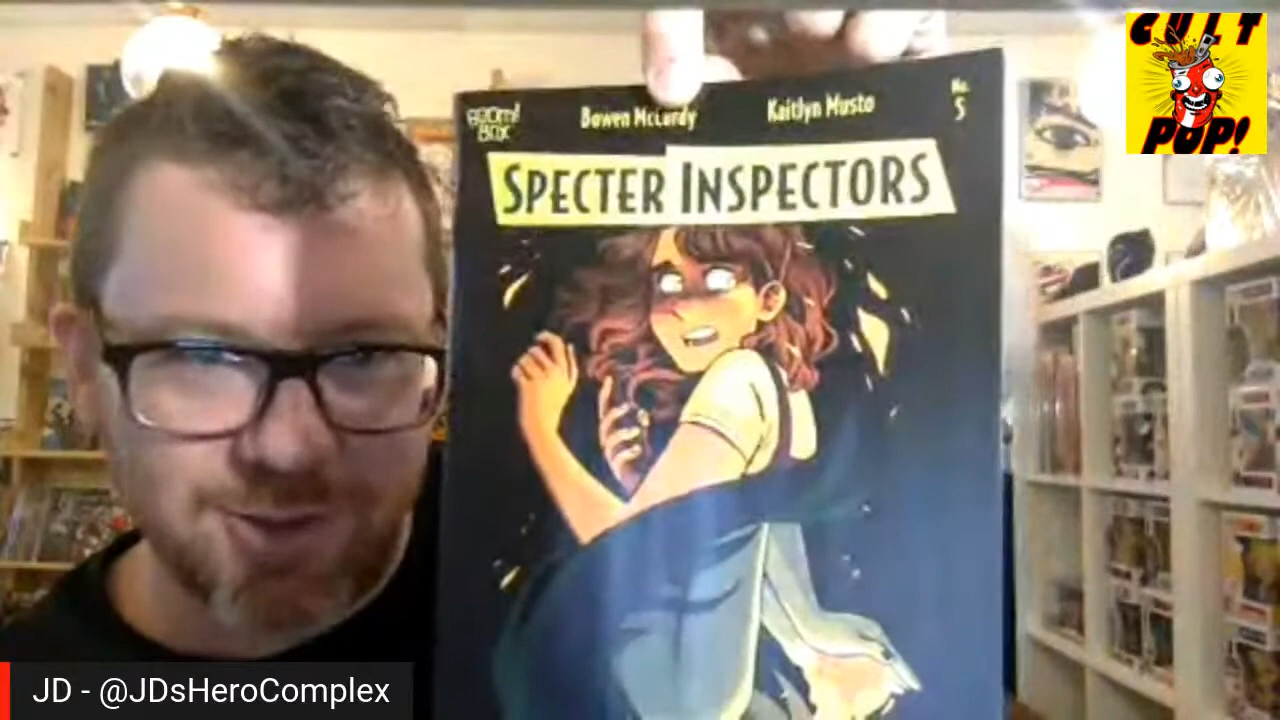 CULT
POP!
BOOM!
BOX
Bowen McCurdy
Kaitlyn Musto
No.
5
SPECTER INSPECTORS
JD - @JDsHeroComplex